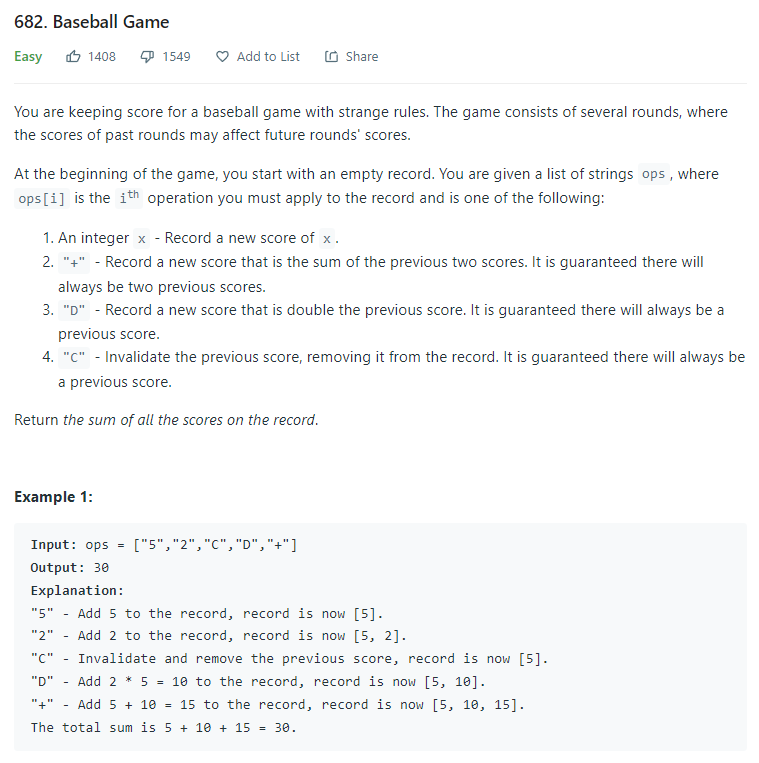 682. Baseball Game
Easy 1408 1549 Add to List Share
You are keeping score for a baseball game with strange rules. The game consists of several rounds, where
the scores of past rounds may affect future rounds' scores.
At the beginning of the game, you start with an empty record. You are given a list of strings ops , where
ops[i] is the ith operation you must apply to the record and is one of the following:
1. An integer x - Record a new score of x .
2. "+" - Record a new score that is the sum of the previous two scores. It is guaranteed there will
always be two previous scores.
3. "D" - Record a new score that is double the previous score. It is guaranteed there will always be a
previous score.
4. "C" - Invalidate the previous score, removing it from the record. It is guaranteed there will always be
a previous score.
Return the sum of all the scores on the record.
Example 1:
Input: ops = ["5","2","C","D","+"]
Output: 30
Explanation:
"5" - Add 5 to the record, record is now [5].
"2" - Add 2 to the record, record is now [5, 2].
"C" - Invalidate and remove the previous score, record is now [5].
"D" - Add 2 * 5 = 10 to the record, record is now [5, 10].
"+" - Add 5 + 10 = 15 to the record, record is now [5, 10, 15].
The total sum is 5 + 10 + 15 = 30.